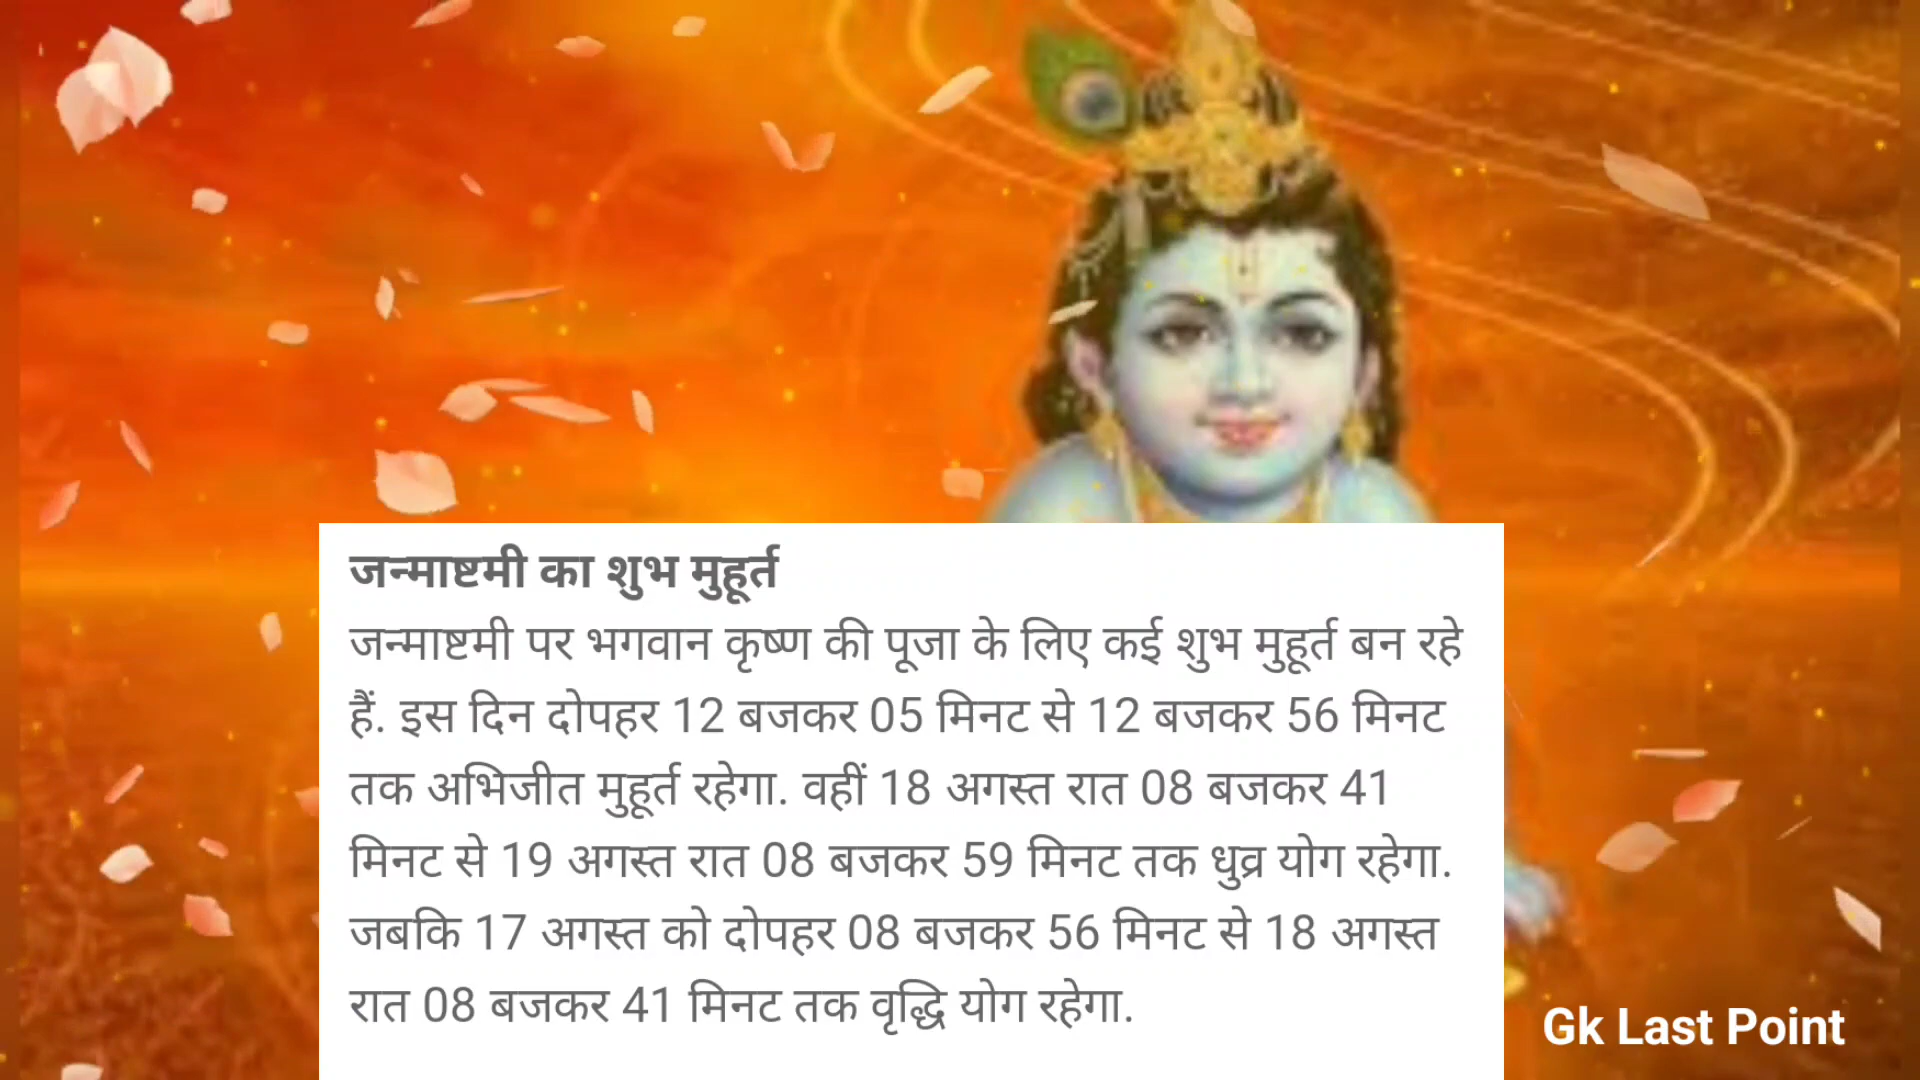 जन्माष्टमी का शुभ मुहूर्त
जन्माष्टमी पर भगवान कृष्ण की पूजा के लिए कई शुभ मुहूर्त बन रहे
हैं. इस दिन दोपहर 12 बजकर 05 मिनट से 12 बजकर 56 मिनट
तक अभिजीत मुहूर्त रहेगा. वहीं 18 अगस्त रात 08 बजकर 41
मिनट से 19 अगस्त रात 08 बजकर 59 मिनट तक धुव्र योग रहेगा.
जबकि 17 अगस्त को दोपहर 08 बजकर 56 मिनट से 18 अगस्त
रात 08 बजकर 41 मिनट तक वृद्धि योग रहेगा.
Gk Last Point